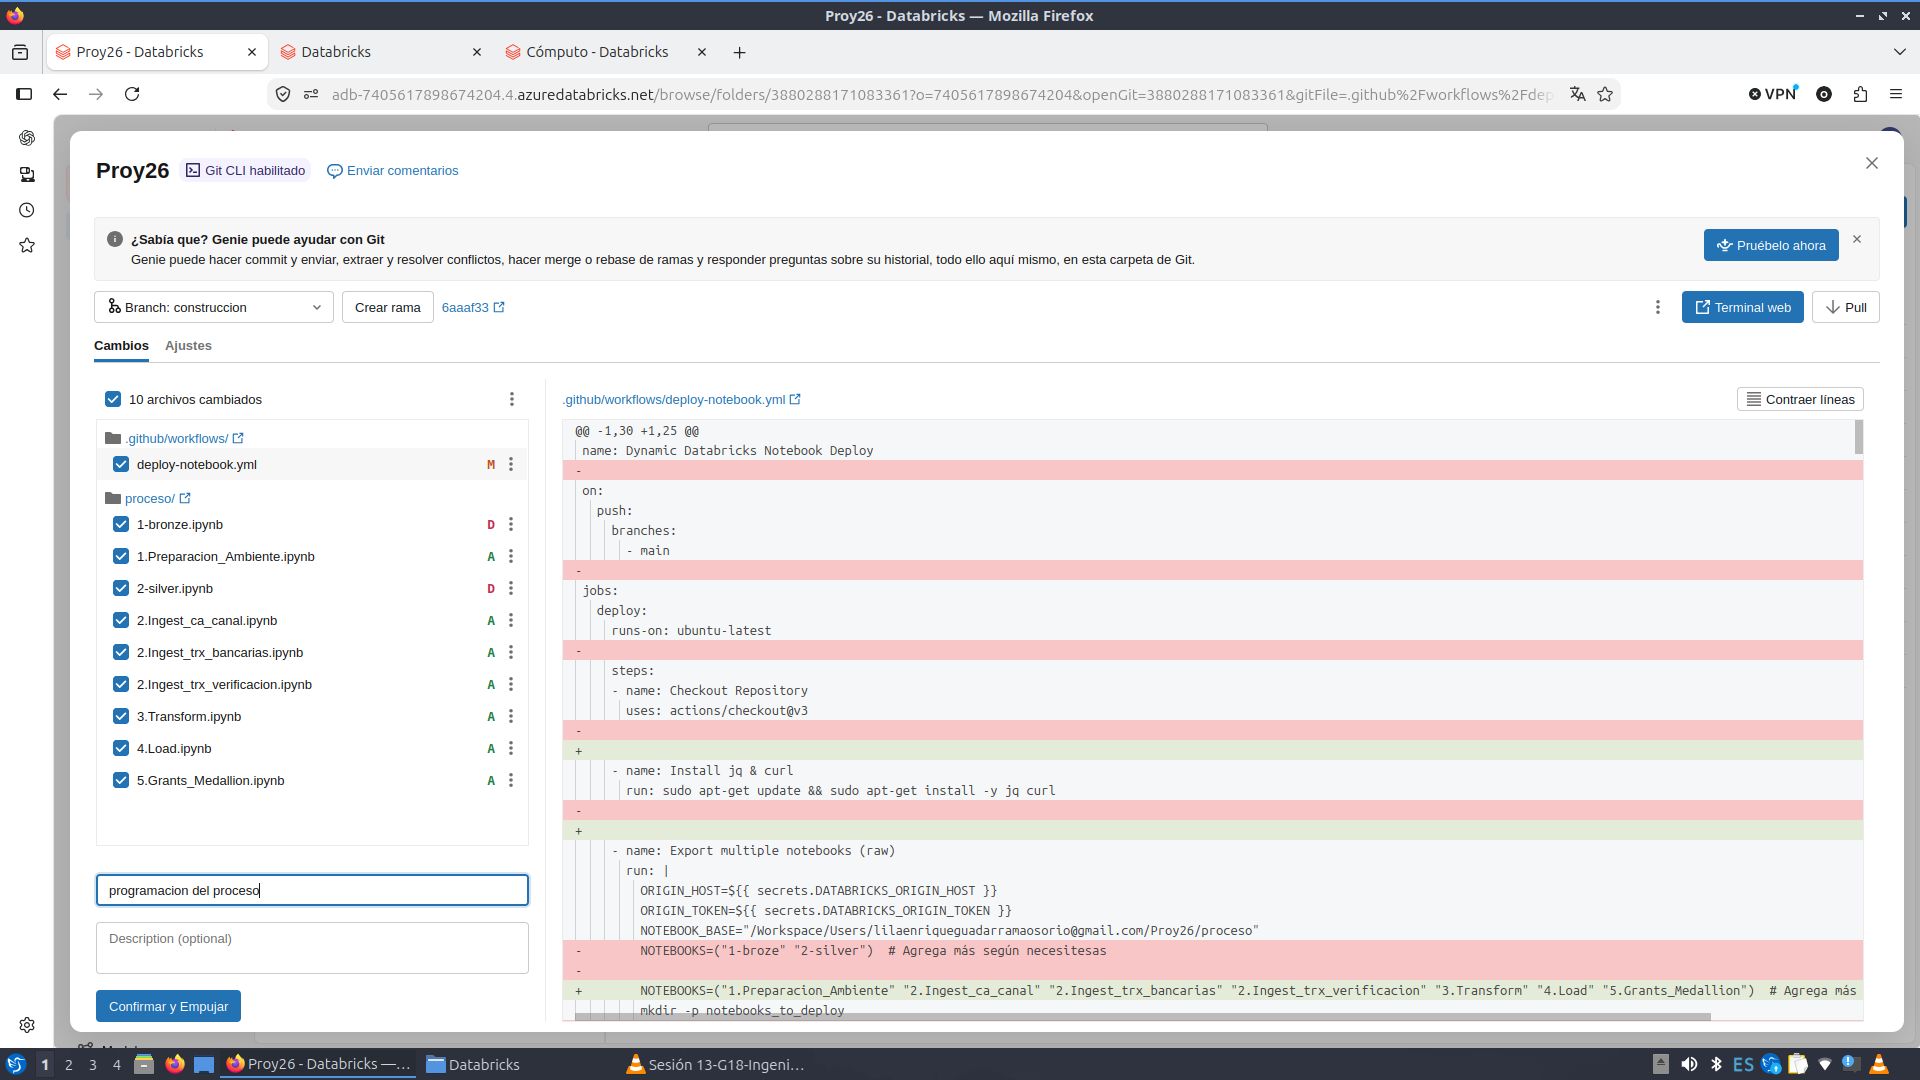 Proy26 - Databricks — Mozilla Firefox
Proy26 - Databricks
Databricks
Cómputo - Databricks
adb-7405617898674204.4.azuredatabricks.net/browse/folders/3880288171083361?o=7405617898674204&openGit=3880288171083361&gitFile=.github%2Fworkflows%2Fdep
VPN
Proy26
Git CLI habilitado
Enviar comentarios
¿Sabía que? Genie puede ayudar con Git
Genie puede hacer commit y enviar, extraer y resolver conflictos, hacer merge o rebase de ramas y responder preguntas sobre su historial, todo ello aquí mismo, en esta carpeta de Git.
Pruébelo ahora
Branch: construccion
Crear rama
6aaaf33
Terminal web
Pull
Cambios
Ajustes
10 archivos cambiados
.github/workflows/
deploy-notebook.yml M
proceso/
1-bronze.ipynb D
1.Preparacion_Ambiente.ipynb A
2-silver.ipynb D
2.Ingest_ca_canal.ipynb A
2.Ingest_trx_bancarias.ipynb A
2.Ingest_trx_verificacion.ipynb A
3.Transform.ipynb A
4.Load.ipynb A
5.Grants_Medallion.ipynb A
programacion del proceso
Description (optional)
Confirmar y Empujar
.github/workflows/deploy-notebook.yml
Contraer líneas
@@ -1,30 +1,25 @@
name: Dynamic Databricks Notebook Deploy
-
on:
push:
branches:
- main
-
jobs:
deploy:
runs-on: ubuntu-latest
-
steps:
- name: Checkout Repository
uses: actions/checkout@v3
-
+
- name: Install jq & curl
run: sudo apt-get update && sudo apt-get install -y jq curl
-
+
- name: Export multiple notebooks (raw)
run: |
ORIGIN_HOST=${{ secrets.DATABRICKS_ORIGIN_HOST }}
ORIGIN_TOKEN=${{ secrets.DATABRICKS_ORIGIN_TOKEN }}
NOTEBOOK_BASE="/Workspace/Users/lilaenriqueguadarramaosorio@gmail.com/Proy26/proceso"
- NOTEBOOKS=("1-broze" "2-silver") # Agrega más según necesitesas
-
+ NOTEBOOKS=("1.Preparacion_Ambiente" "2.Ingest_ca_canal" "2.Ingest_trx_bancarias" "2.Ingest_trx_verificacion" "3.Transform" "4.Load" "5.Grants_Medallion") # Agrega más
mkdir -p notebooks_to_deploy
1 2 3 4
Proy26 - Databricks —...
Databricks
Sesión 13-G18-Ingeni...
ES